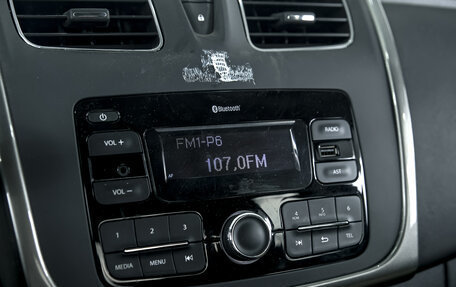 Bluetooth
VOL +
FM1-P6
107,0FM
RADIO
VOL –
AST
1 2 3
4 5 6
MEDIA MENU
TEL